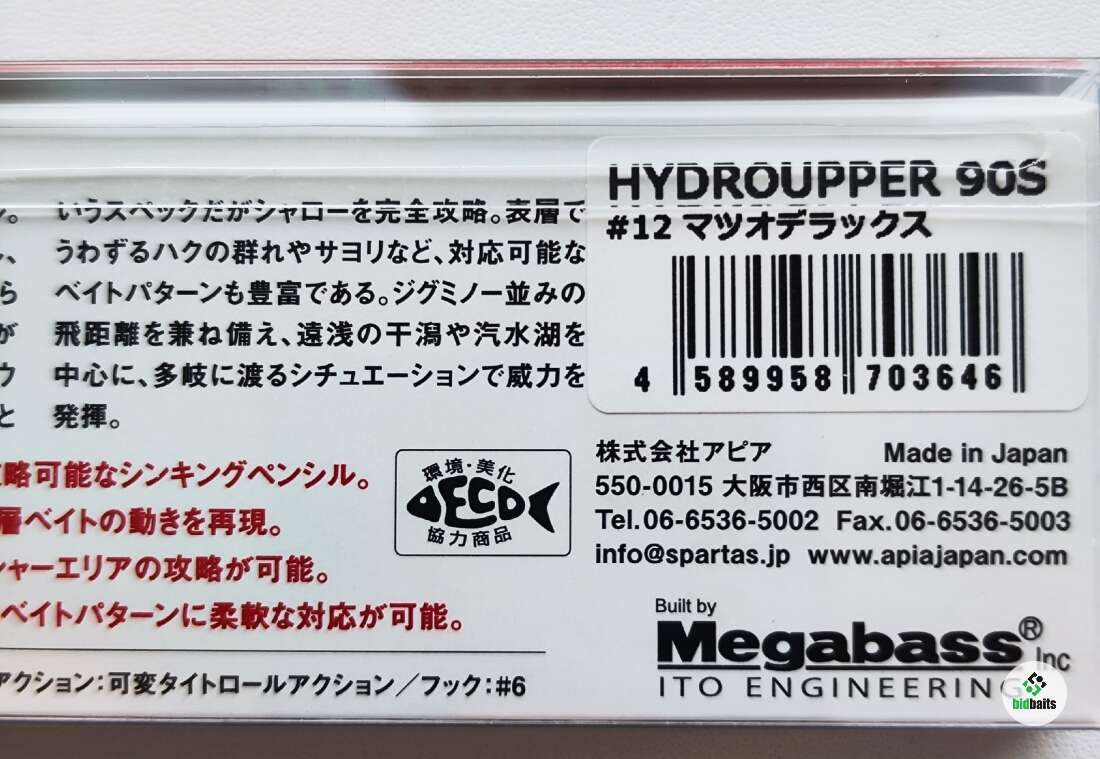 HYDROUPPER 90S
#12 マツオデラックス
4 589958 703646
いうスペックだがシャローを完全攻略。表層で
うわずるハクの群れやサヨリなど、対応可能な
ベイトパターンも豊富である。ジグミノー並みの
飛距離を兼ね備え、遠浅の干潟や汽水湖を
中心に、多岐に渡るシチュエーションで威力を
発揮。
ン。
、
ら
が
ウ
と
略可能なシンキングペンシル。
層ベイトの動きを再現。
シャーエリアの攻略が可能。
ベイトパターンに柔軟な対応が可能。
アクション：可変タイトロールアクション／フック：#6
環境・美化
ECO
協力商品
株式会社アピア Made in Japan
550-0015 大阪市西区南堀江1-14-26-5B
Tel.06-6536-5002 Fax.06-6536-5003
info@spartas.jp www.apiajapan.com
Built by
Megabass® Inc
ITO ENGINEERING
bidbaits